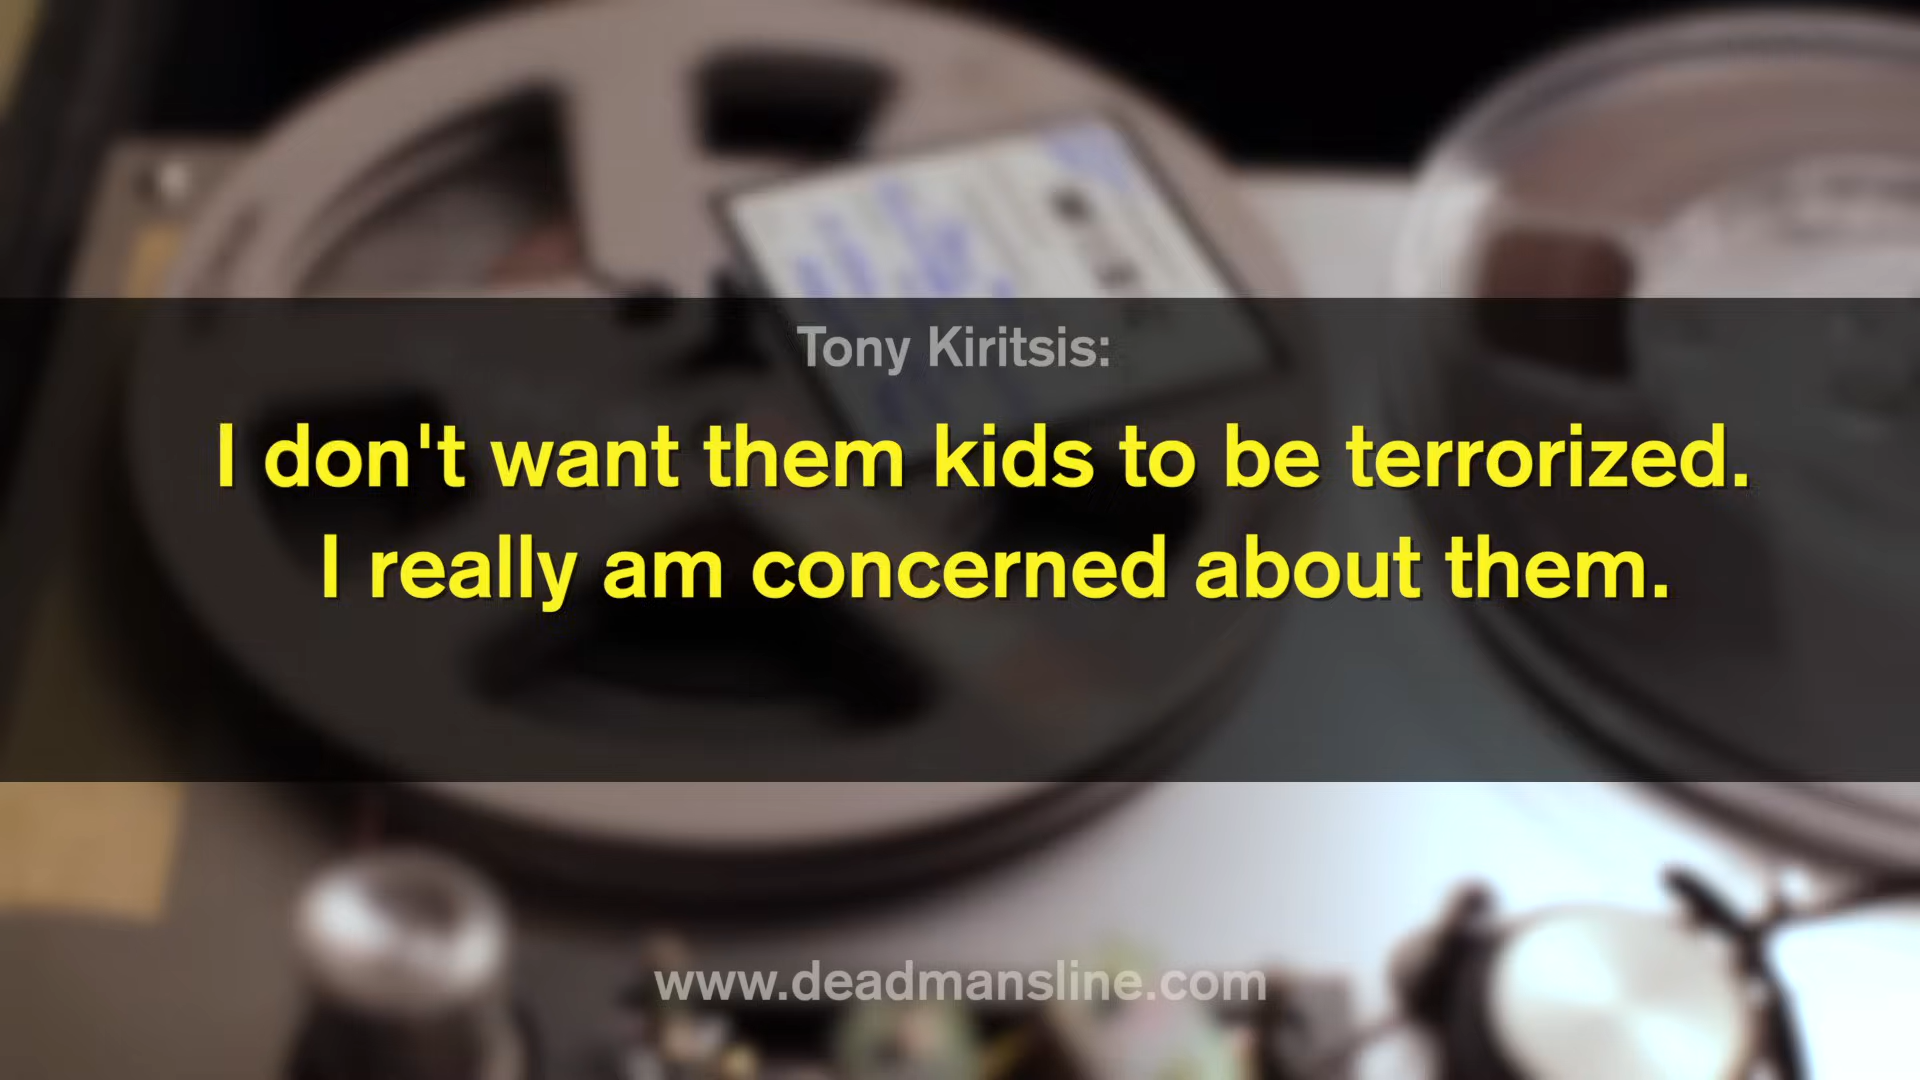 Tony Kiritsis:
I don't want them kids to be terrorized.
I really am concerned about them.
www.deadmansline.com